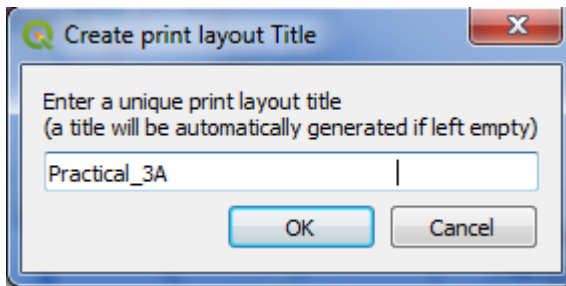 Create print layout Title
Enter a unique print layout title
(a title will be automatically generated if left empty)
Practical_3A
OK
Cancel